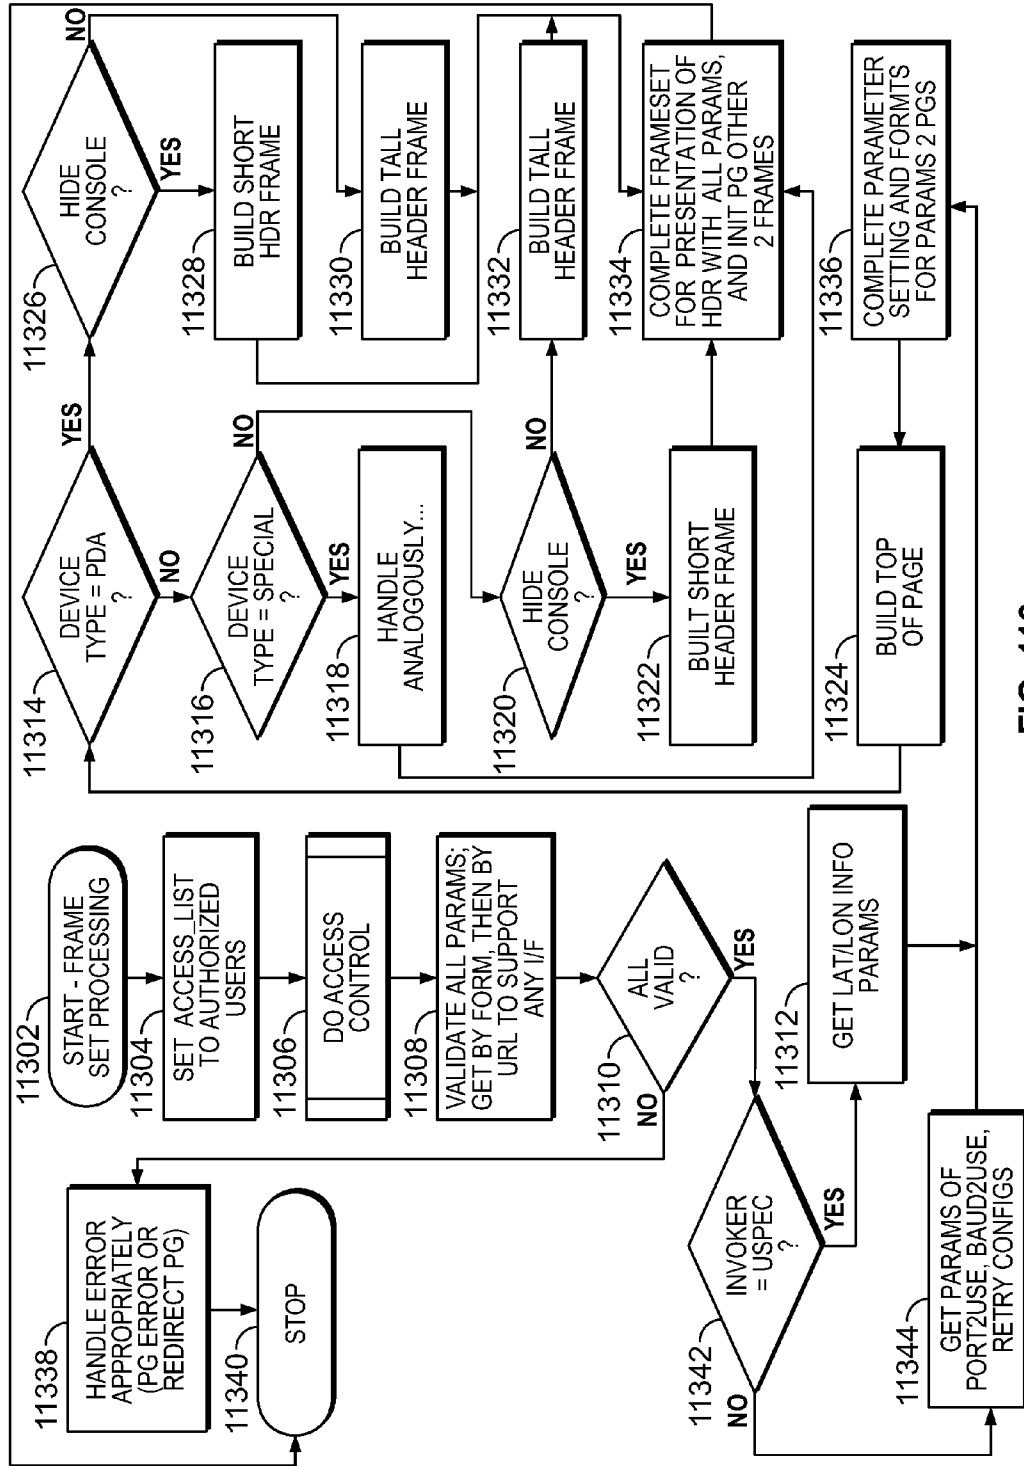 11302
START - FRAME
SET PROCESSING
11304
SET ACCESS_LIST
TO AUTHORIZED
USERS
11306
DO ACCESS
CONTROL
11308
VALIDATE ALL PARAMS;
GET BY FORM, THEN BY
URL TO SUPPORT
ANY I/F
11310
ALL
VALID
?
NO
YES
11338
HANDLE ERROR
APPROPRIATELY
(PG ERROR OR
REDIRECT PG)
11340
STOP
11342
INVOKER
= USPEC
?
NO
YES
11312
GET LAT/LON INFO
PARAMS
11344
GET PARAMS OF
PORT2USE, BAUD2USE,
RETRY CONFIGS
11314
DEVICE
TYPE = PDA
?
YES
NO
11316
DEVICE
TYPE = SPECIAL
?
NO
YES
11318
HANDLE
ANALOGOUSLY...
11320
HIDE
CONSOLE
?
NO
YES
11322
BUILT SHORT
HEADER FRAME
11324
BUILD TOP
OF PAGE
11326
HIDE
CONSOLE
?
NO
YES
11328
BUILD SHORT
HDR FRAME
11330
BUILD TALL
HEADER FRAME
11332
BUILD TALL
HEADER FRAME
11334
COMPLETE FRAMESET
FOR PRESENTATION OF
HDR WITH ALL PARAMS,
AND INIT PG OTHER
2 FRAMES
11336
COMPLETE PARAMETER
SETTING AND FORMTS
FOR PARAMS 2 PGS